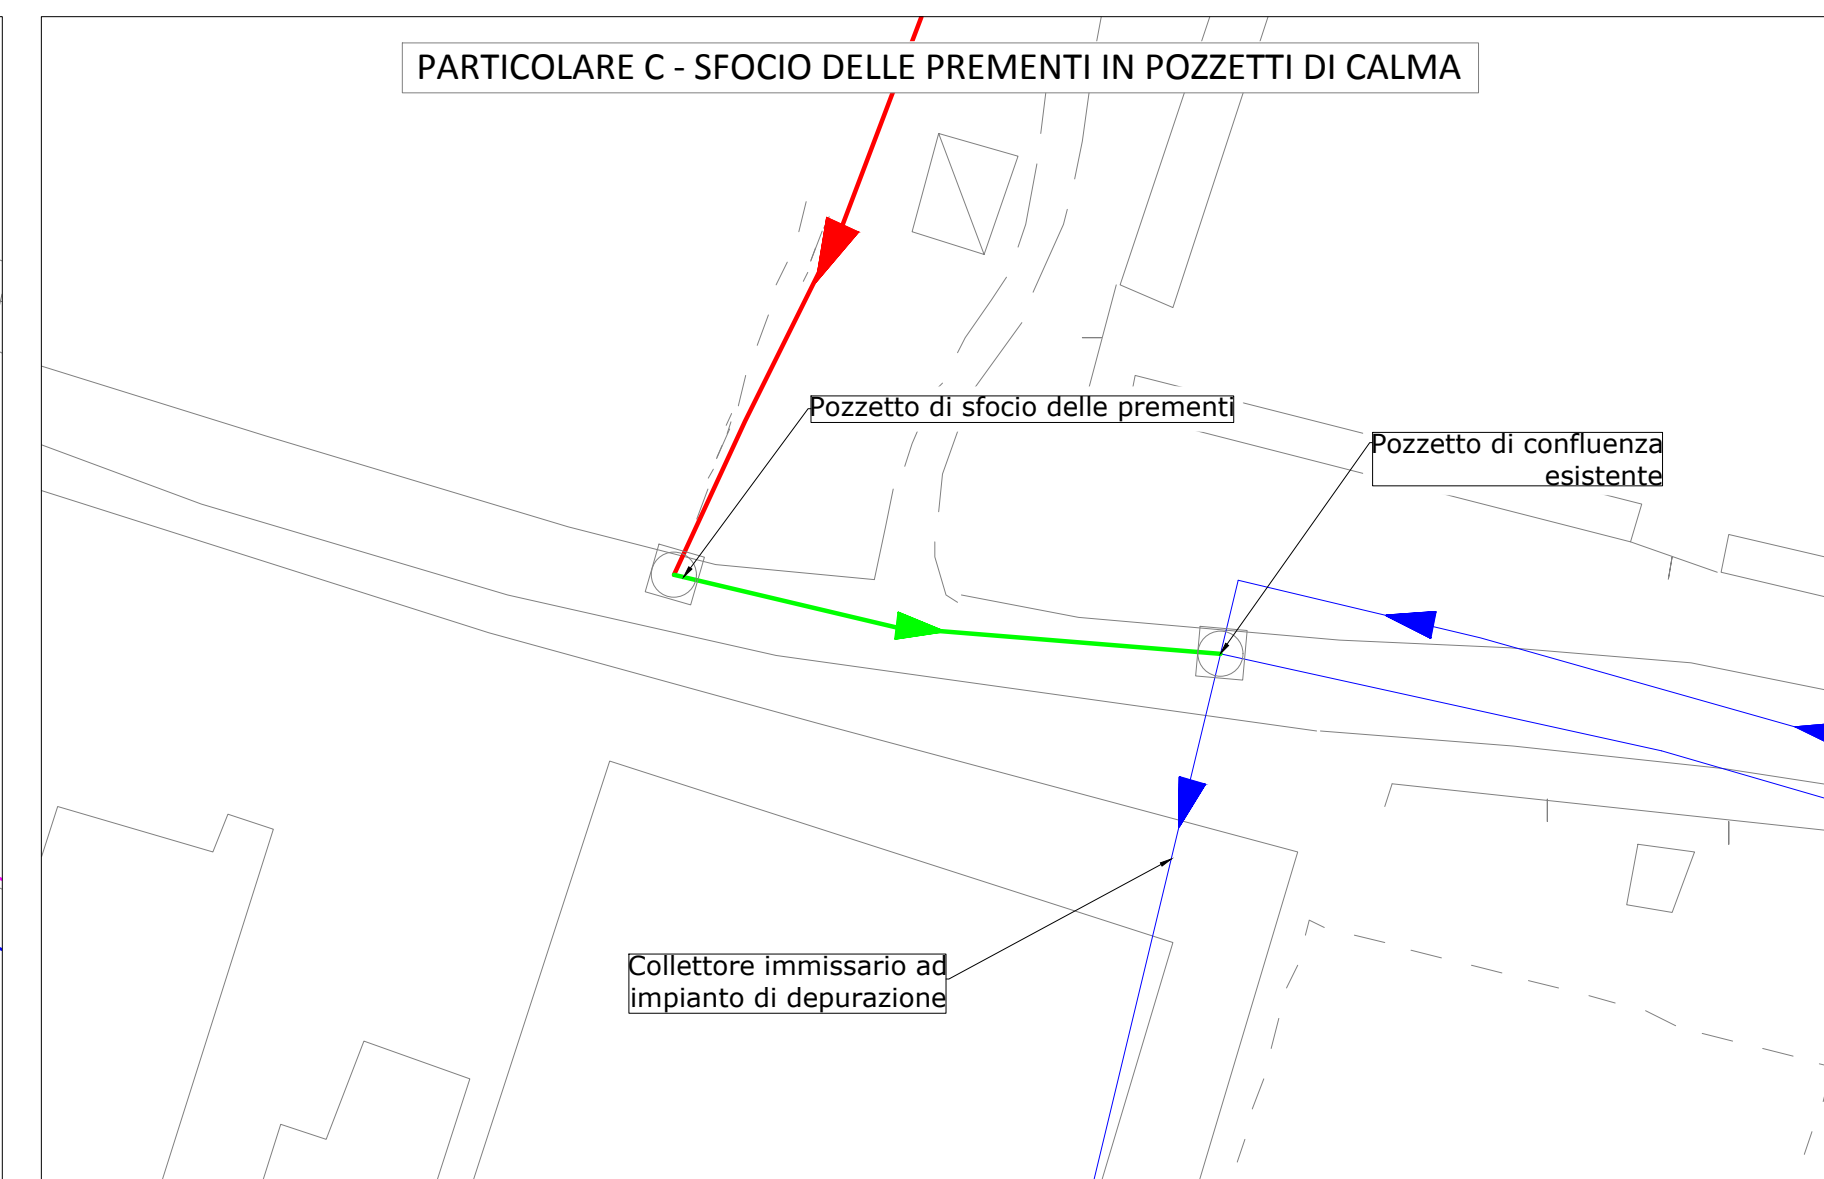 PARTICOLARE C - SFOCIO DELLE PREMENTI IN POZZETTI DI CALMA
Pozzetto di sfocio delle prementi
Pozzetto di confluenza
esistente
Collettore immissario ad
impianto di depurazione